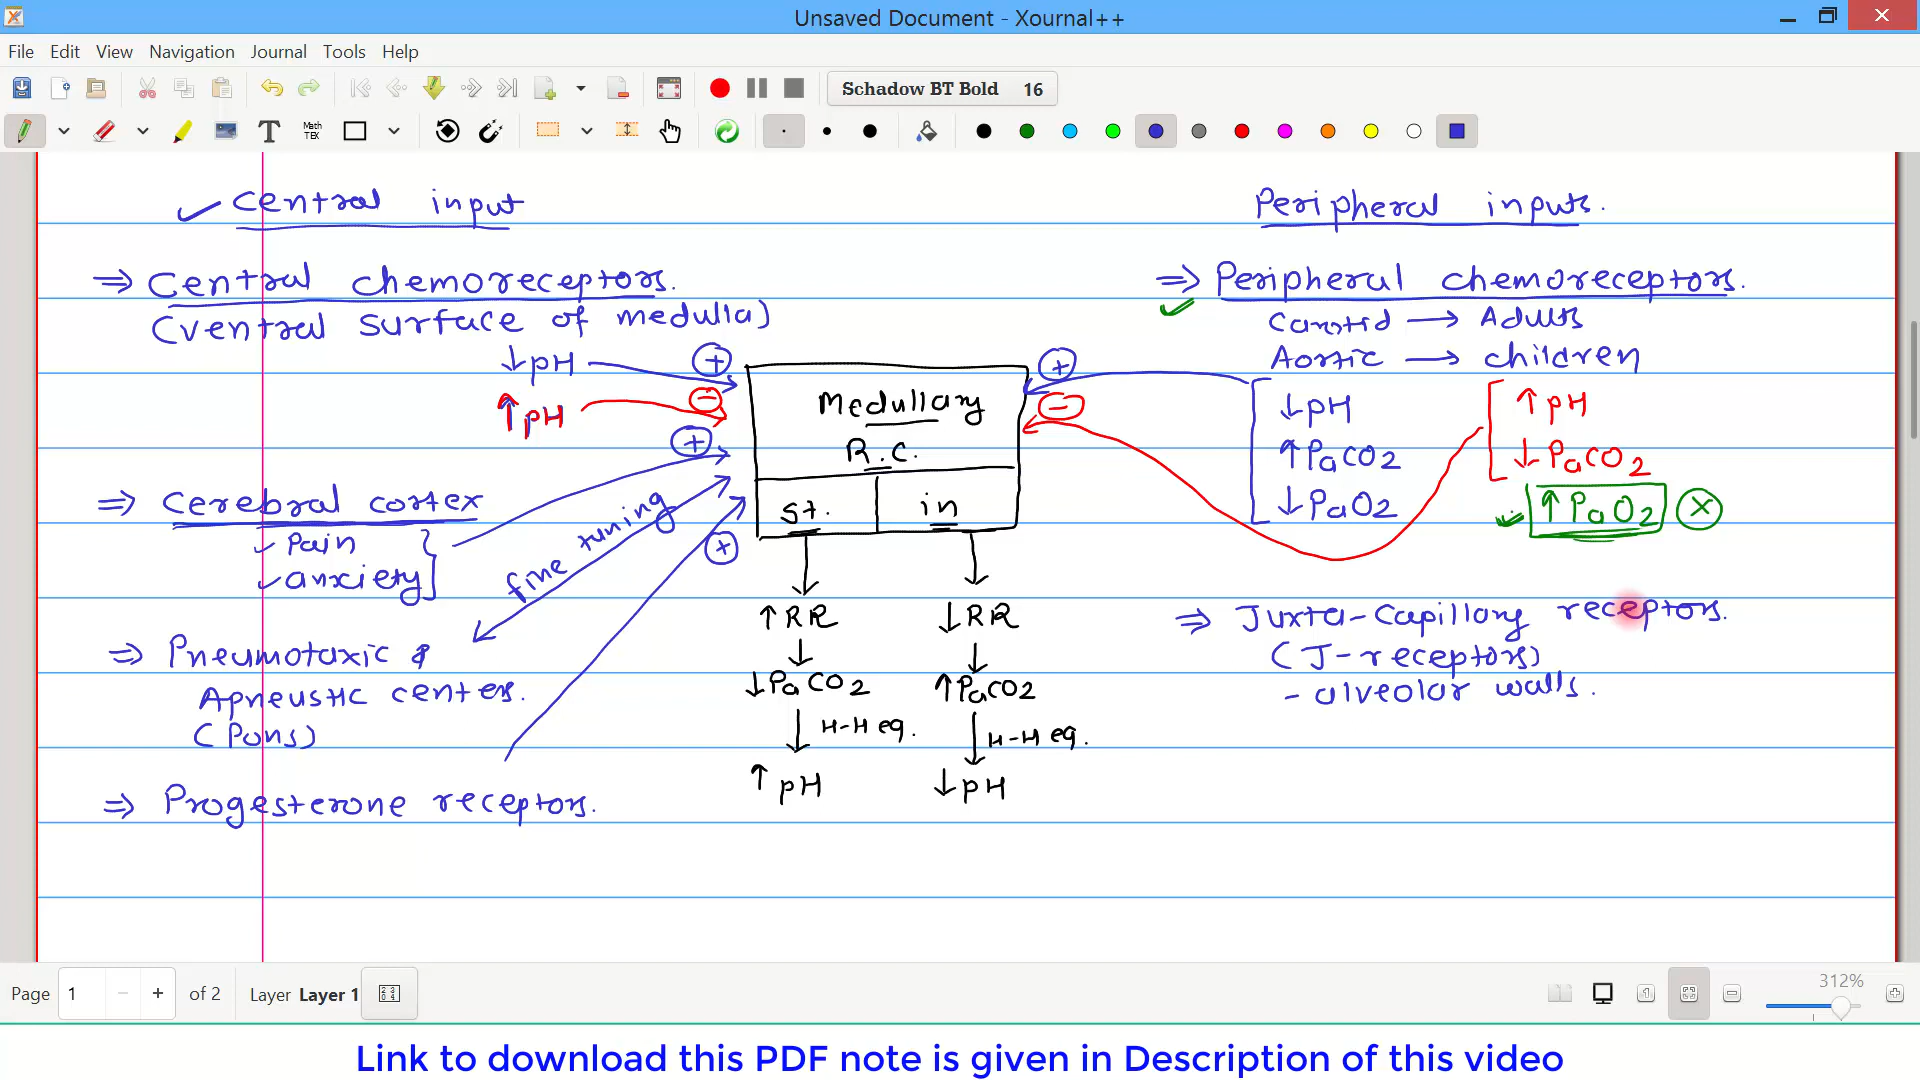 Unsaved Document - Xournal++
File Edit View Navigation Journal Tools Help
Schadow BT Bold 16
Math TEX
Central input
⇒ Central chemoreceptors.
(ventral surface of medulla)
↓pH
+
↑pH
−
+
⇒ Cerebral cortex
Pain
anxiety
fine tuning
+
⇒ Pneumotaxic &
Apneustic centers.
(Pons)
⇒ Progesterone receptors.
Medullary
R.C.
St. in
↑RR ↓RR
↓PaCO2 ↑PaCO2
H-H eq. H-H eq.
↑pH ↓pH
Peripheral inputs.
⇒ Peripheral chemoreceptors.
Carotid → Adults
Aortic → children
+
−
↓pH ↑pH
↑PaCO2 ↓PaCO2
↓PaO2 ↑PaO2 X
⇒ Juxta-Capillary receptors.
(J-receptors)
- alveolar walls.
Page 1 of 2 Layer Layer 1 312%
Link to download this PDF note is given in Description of this video